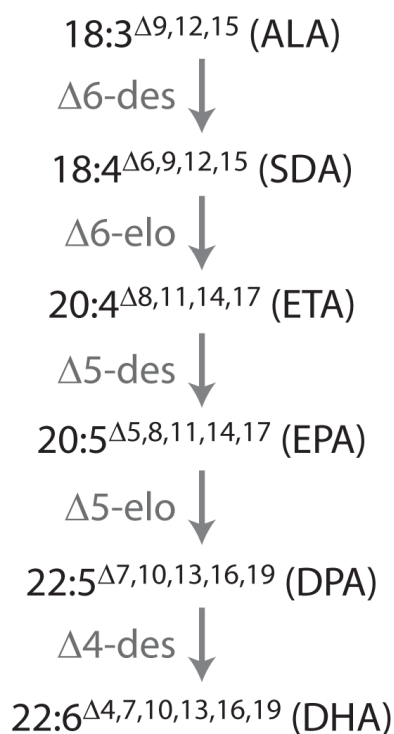 18:3Δ9,12,15 (ALA)
Δ6-des
18:4Δ6,9,12,15 (SDA)
Δ6-elo
20:4Δ8,11,14,17 (ETA)
Δ5-des
20:5Δ5,8,11,14,17 (EPA)
Δ5-elo
22:5Δ7,10,13,16,19 (DPA)
Δ4-des
22:6Δ4,7,10,13,16,19 (DHA)